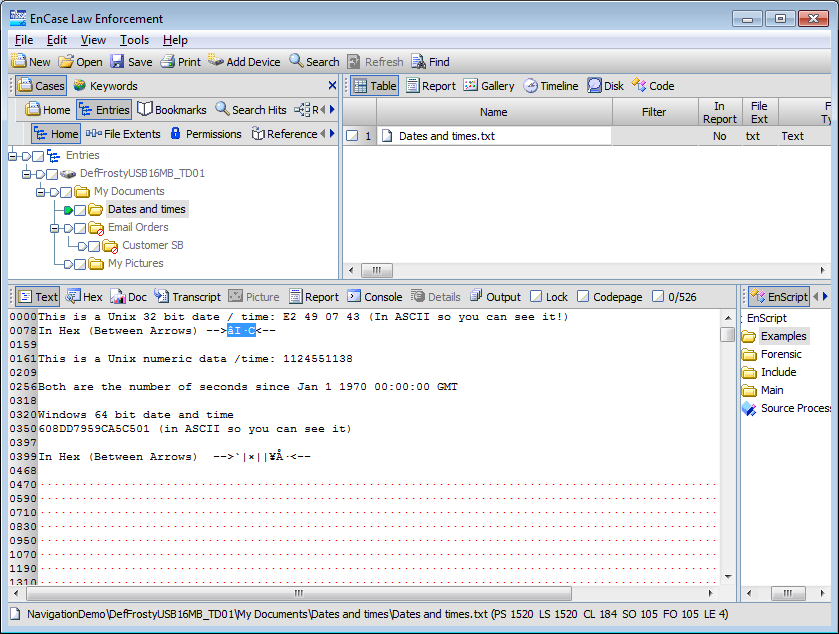 EnCase Law Enforcement
File Edit View Tools Help
New Open Save Print Add Device Search Refresh Find
Cases Keywords
Home Entries Bookmarks Search Hits R
Home File Extents Permissions Reference
Entries
DefFrostyUSB16MB_TD01
My Documents
Dates and times
Email Orders
Customer SB
My Pictures
Table Report Gallery Timeline Disk Code
Name Filter In Report File Ext F Ty
1 Dates and times.txt No txt Text
Text Hex Doc Transcript Picture Report Console Details Output Lock Codepage 0/526
0000This is a Unix 32 bit date / time: E2 49 07 43 (In ASCII so you can see it!)
0078In Hex (Between Arrows) -->âI·C<--
0159
0161This is a Unix numeric data /time: 1124551138
0209
0256Both are the number of seconds since Jan 1 1970 00:00:00 GMT
0318
0320Windows 64 bit date and time
0350608DD7959CA5C501 (in ASCII so you can see it)
0397
0399In Hex (Between Arrows) -->`|×||¥Å·<--
0468
0470
0590
0710
0830
0950
1070
1190
1310
EnScript
EnScript
Examples
Forensic
Include
Main
Source Process
NavigationDemo\DefFrostyUSB16MB_TD01\My Documents\Dates and times\Dates and times.txt (PS 1520 LS 1520 CL 184 SO 105 FO 105 LE 4)